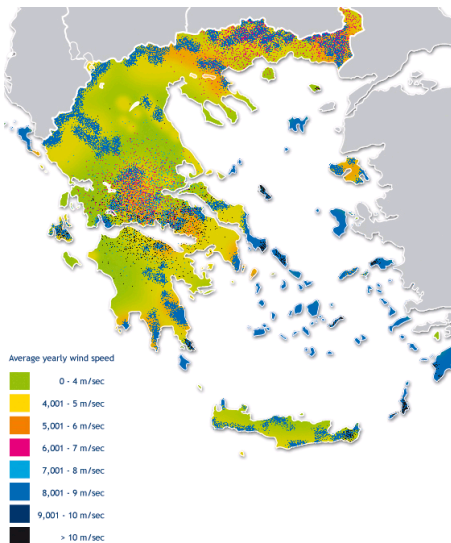 Average yearly wind speed
0 - 4 m/sec
4,001 - 5 m/sec
5,001 - 6 m/sec
6,001 - 7 m/sec
7,001 - 8 m/sec
8,001 - 9 m/sec
9,001 - 10 m/sec
> 10 m/sec